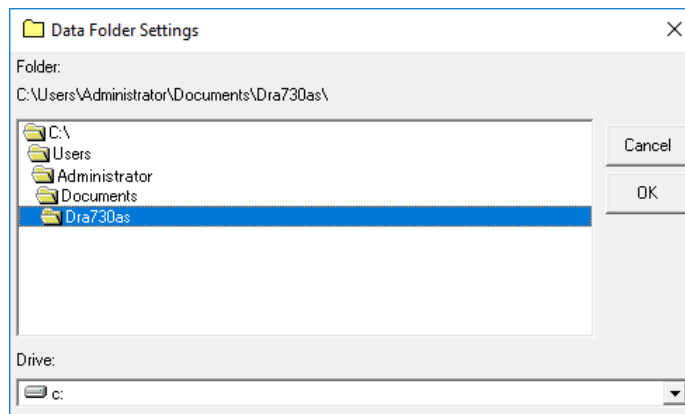 Data Folder Settings
Folder:
C:\Users\Administrator\Documents\Dra730as\
C:\
Users
Administrator
Documents
Dra730as
Cancel
OK
Drive:
c: